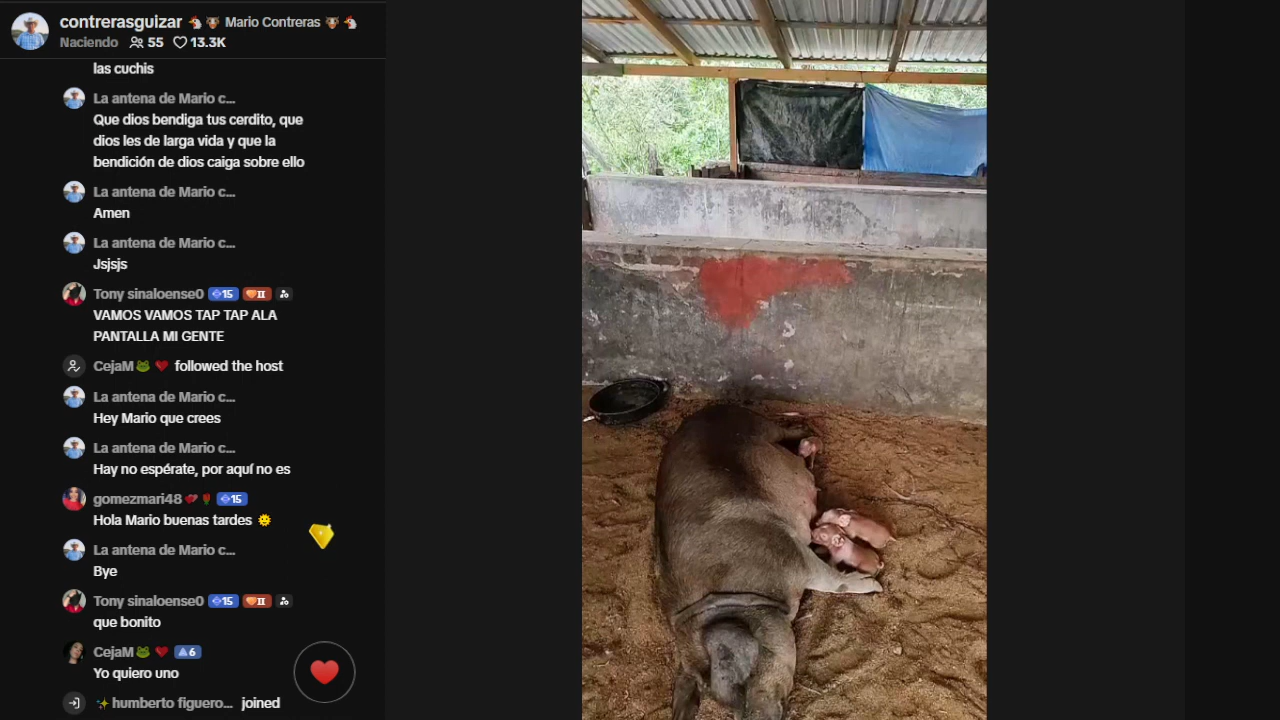 contrerasguizar 🐔 🐮 Mario Contreras 🐮 🐔
Naciendo 55 13.3K
las cuchis
La antena de Mario c...
Que dios bendiga tus cerdito, que
dios les de larga vida y que la
bendición de dios caiga sobre ello
La antena de Mario c...
Amen
La antena de Mario c...
Jsjsjs
Tony sinaloense0 15 II
VAMOS VAMOS TAP TAP ALA
PANTALLA MI GENTE
CejaM🐸 ❤️ followed the host
La antena de Mario c...
Hey Mario que crees
La antena de Mario c...
Hay no espérate, por aquí no es
gomezmari48💋🌹 15
Hola Mario buenas tardes 🌞
La antena de Mario c...
Bye
Tony sinaloense0 15 II
que bonito
CejaM🐸 ❤️ 6
Yo quiero uno
✨humberto figuero... joined